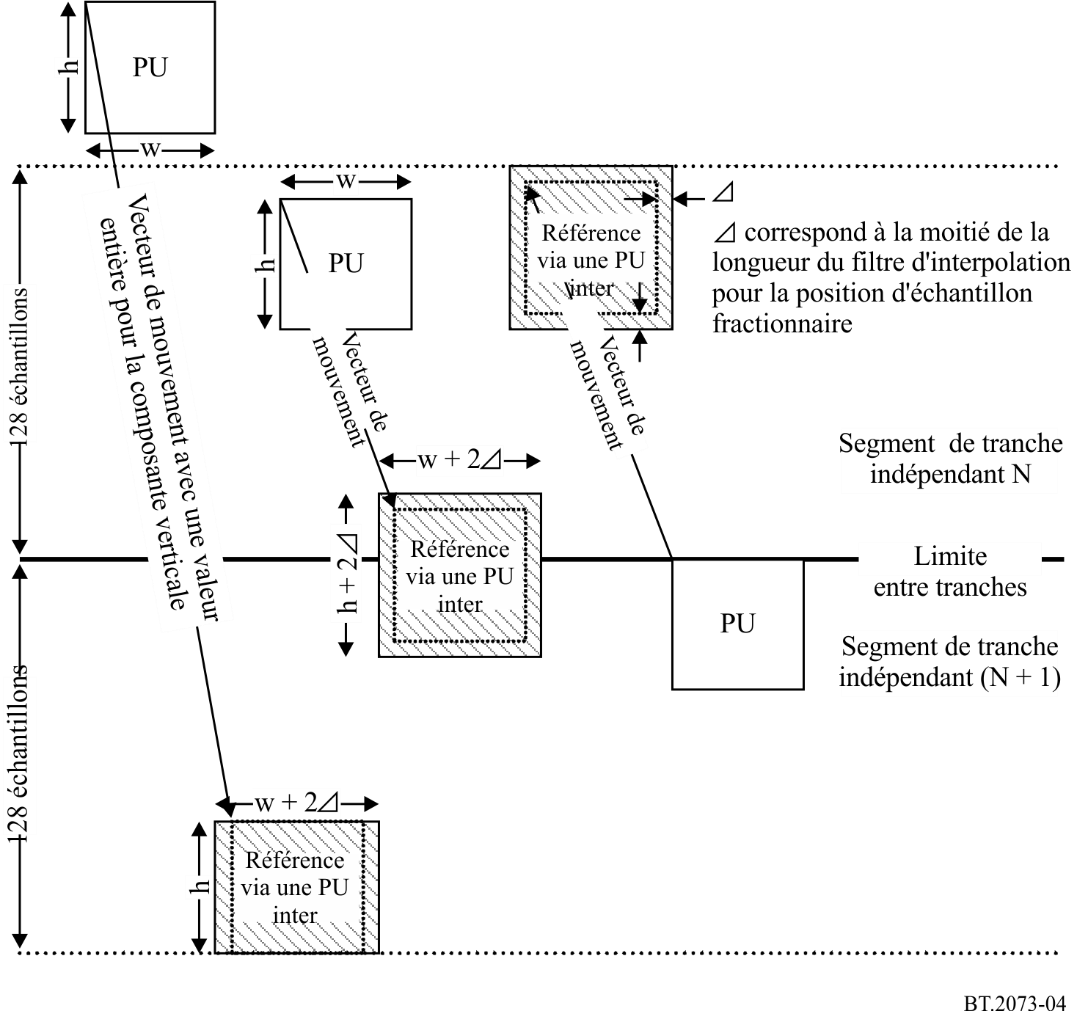 PU
h
w
Vecteur de mouvement avec une valeur
entière pour la composante verticale
128 échantillons
w
h
PU
Vecteur de
mouvement
Référence
via une PU
inter
⊿
⊿ correspond à la moitié de la
longueur du filtre d'interpolation
pour la position d'échantillon
fractionnaire
Vecteur de
mouvement
Segment de tranche
indépendant N
w + 2⊿
h + 2⊿
Référence
via une PU
inter
Limite
entre tranches
PU
Segment de tranche
indépendant (N + 1)
128 échantillons
w + 2⊿
h
Référence
via une PU
inter
BT.2073-04